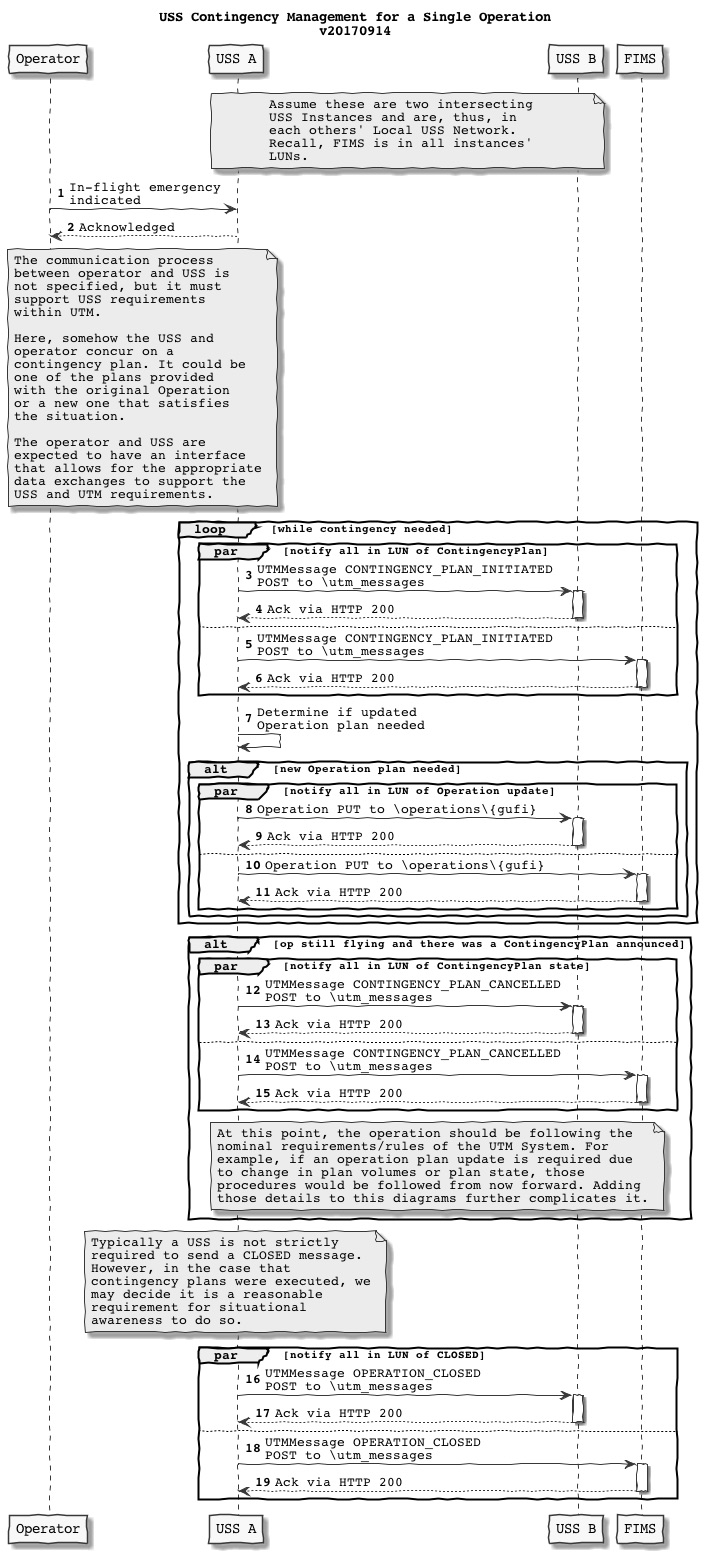 USS Contingency Management for a Single Operation
v20170914
Operator
USS A
USS B
FIMS
Assume these are two intersecting
USS Instances and are, thus, in
each others' Local USS Network.
Recall, FIMS is in all instances'
LUNs.
1 In-flight emergency
indicated
2 Acknowledged
The communication process
between operator and USS is
not specified, but it must
support USS requirements
within UTM.
Here, somehow the USS and
operator concur on a
contingency plan. It could be
one of the plans provided
with the original Operation
or a new one that satisfies
the situation.
The operator and USS are
expected to have an interface
that allows for the appropriate
data exchanges to support the
USS and UTM requirements.
loop [while contingency needed]
par [notify all in LUN of ContingencyPlan]
3 UTMMessage CONTINGENCY_PLAN_INITIATED
POST to \utm_messages
4 Ack via HTTP 200
5 UTMMessage CONTINGENCY_PLAN_INITIATED
POST to \utm_messages
6 Ack via HTTP 200
7 Determine if updated
Operation plan needed
alt [new Operation plan needed]
par [notify all in LUN of Operation update]
8 Operation PUT to \operations\{gufi}
9 Ack via HTTP 200
10 Operation PUT to \operations\{gufi}
11 Ack via HTTP 200
alt [op still flying and there was a ContingencyPlan announced]
par [notify all in LUN of ContingencyPlan state]
12 UTMMessage CONTINGENCY_PLAN_CANCELLED
POST to \utm_messages
13 Ack via HTTP 200
14 UTMMessage CONTINGENCY_PLAN_CANCELLED
POST to \utm_messages
15 Ack via HTTP 200
At this point, the operation should be following the
nominal requirements/rules of the UTM System. For
example, if an operation plan update is required due
to change in plan volumes or plan state, those
procedures would be followed from now forward. Adding
those details to this diagrams further complicates it.
Typically a USS is not strictly
required to send a CLOSED message.
However, in the case that
contingency plans were executed, we
may decide it is a reasonable
requirement for situational
awareness to do so.
par [notify all in LUN of CLOSED]
16 UTMMessage OPERATION_CLOSED
POST to \utm_messages
17 Ack via HTTP 200
18 UTMMessage OPERATION_CLOSED
POST to \utm_messages
19 Ack via HTTP 200
Operator
USS A
USS B
FIMS